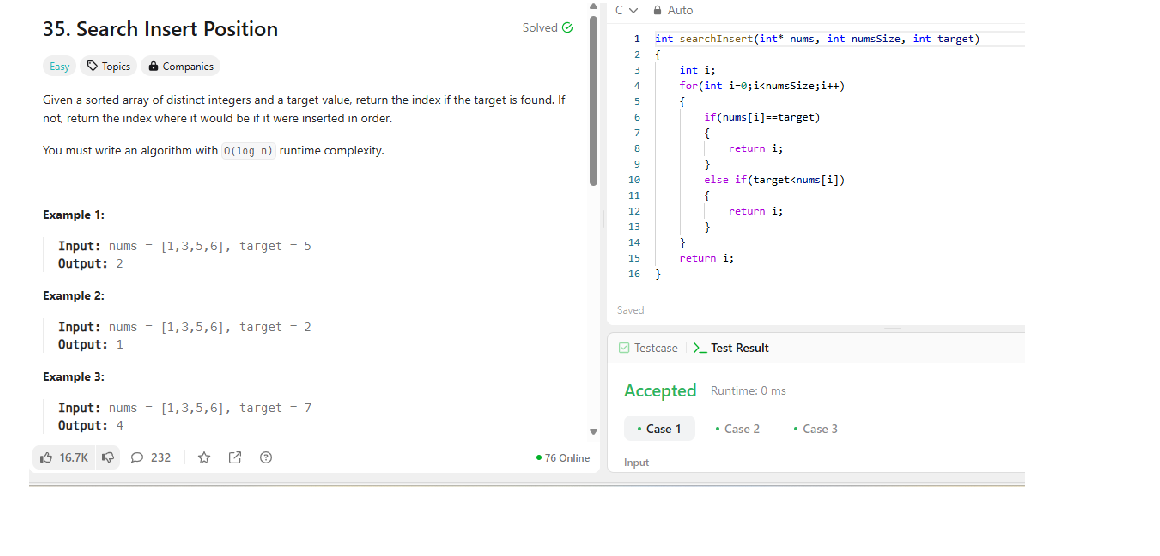 35. Search Insert Position
Solved
Easy
Topics
Companies
Given a sorted array of distinct integers and a target value, return the index if the target is found. If
not, return the index where it would be if it were inserted in order.
You must write an algorithm with O(log n) runtime complexity.
Example 1:
Input: nums = [1,3,5,6], target = 5
Output: 2
Example 2:
Input: nums = [1,3,5,6], target = 2
Output: 1
Example 3:
Input: nums = [1,3,5,6], target = 7
Output: 4
16.7K
232
76 Online
C
Auto
1 int searchInsert(int* nums, int numsSize, int target)
2 {
3 int i;
4 for(int i=0;i<numsSize;i++)
5 {
6 if(nums[i]==target)
7 {
8 return i;
9 }
10 else if(target<nums[i])
11 {
12 return i;
13 }
14 }
15 return i;
16 }
Saved
Testcase
Test Result
Accepted
Runtime: 0 ms
Case 1
Case 2
Case 3
Input